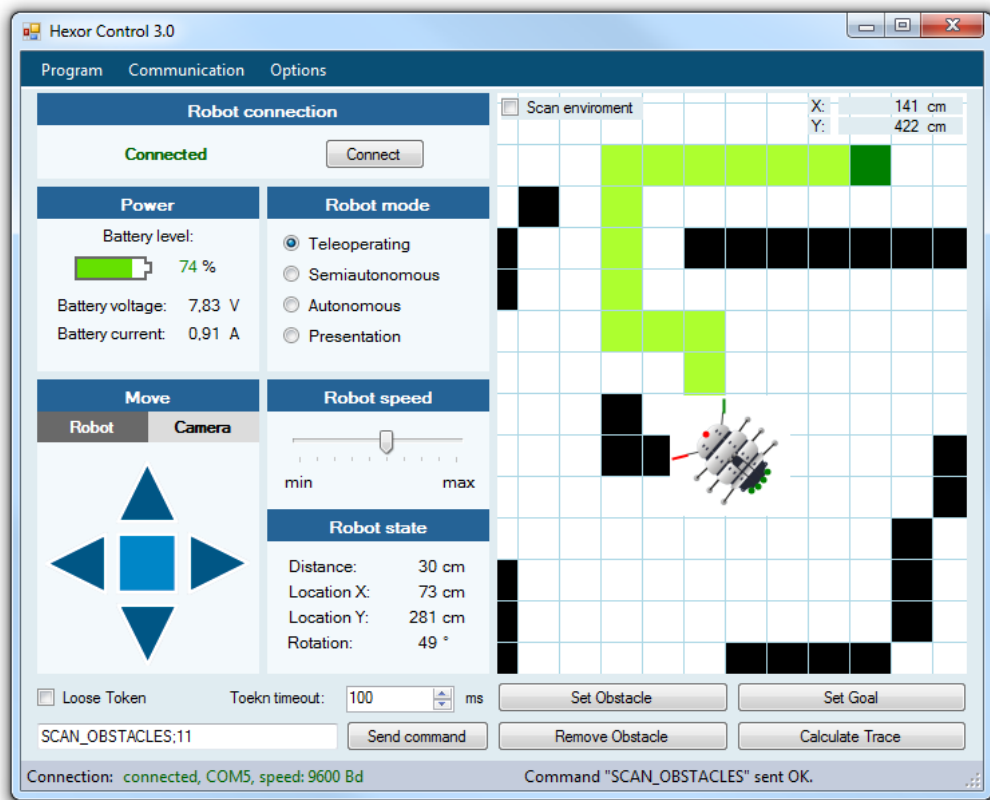 Hexor Control 3.0
Program Communication Options
Robot connection
Connected Connect
Power
Battery level:
74 %
Battery voltage: 7,83 V
Battery current: 0,91 A
Robot mode
Teleoperating
Semiautonomous
Autonomous
Presentation
Move
Robot Camera
Robot speed
min max
Robot state
Distance: 30 cm
Location X: 73 cm
Location Y: 281 cm
Rotation: 49 °
Scan enviroment
X: 141 cm
Y: 422 cm
Loose Token Toekn timeout: 100 ms
SCAN_OBSTACLES;11 Send command
Set Obstacle Set Goal
Remove Obstacle Calculate Trace
Connection: connected, COM5, speed: 9600 Bd Command "SCAN_OBSTACLES" sent OK.